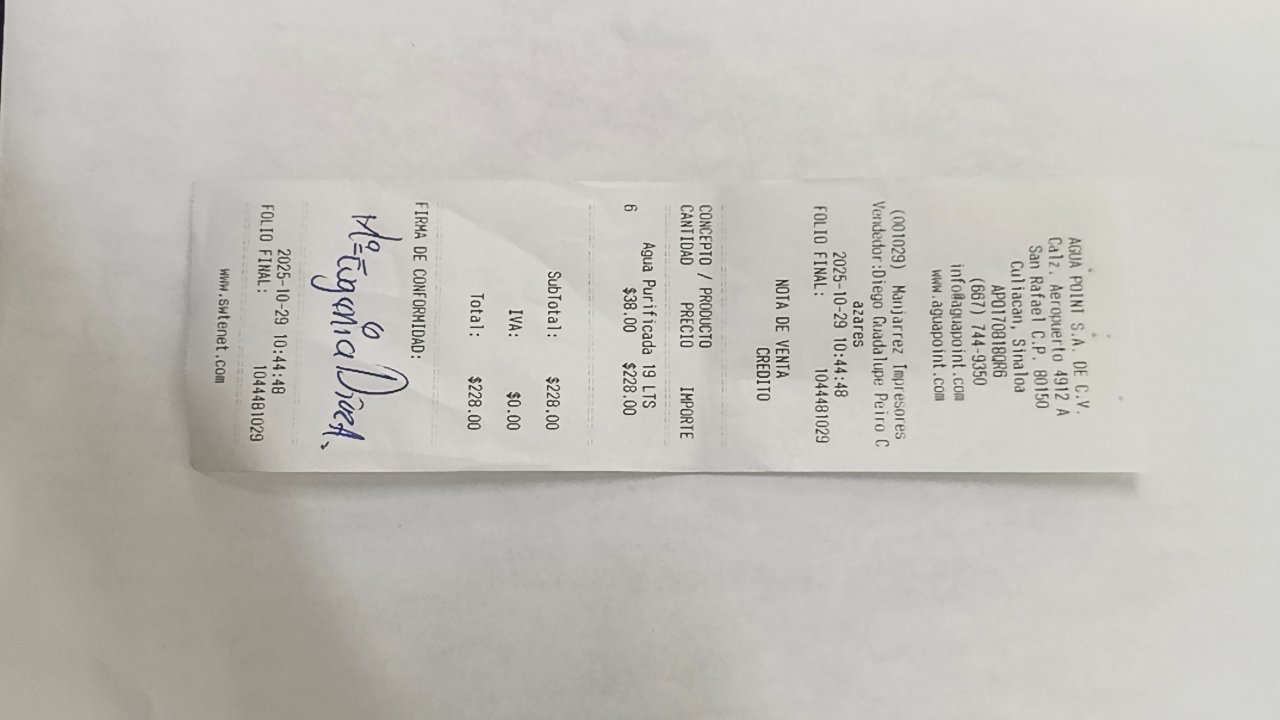 AGUA POINT S.A. DE C.V.
Calz. Aeropuerto 4912 A
San Rafael C.P. 80150
Culiacan, Sinaloa
APO170818QR6
(667) 744-9350
info@aguapoint.com
www.aguapoint.com
(001029) Manjarrez Impresores
Vendedor:Diego Guadalupe Peiro C
azares
2025-10-29 10:44:48
FOLIO FINAL: 1044481029
NOTA DE VENTA
CREDITO
CONCEPTO / PRODUCTO
CANTIDAD PRECIO IMPORTE
Agua Purificada 19 LTS
6 $38.00 $228.00
SubTotal: $228.00
IVA: $0.00
Total: $228.00
FIRMA DE CONFORMIDAD:
Mª Eugenia
2025-10-29 10:44:48
FOLIO FINAL: 1044481029
www.swtenet.com